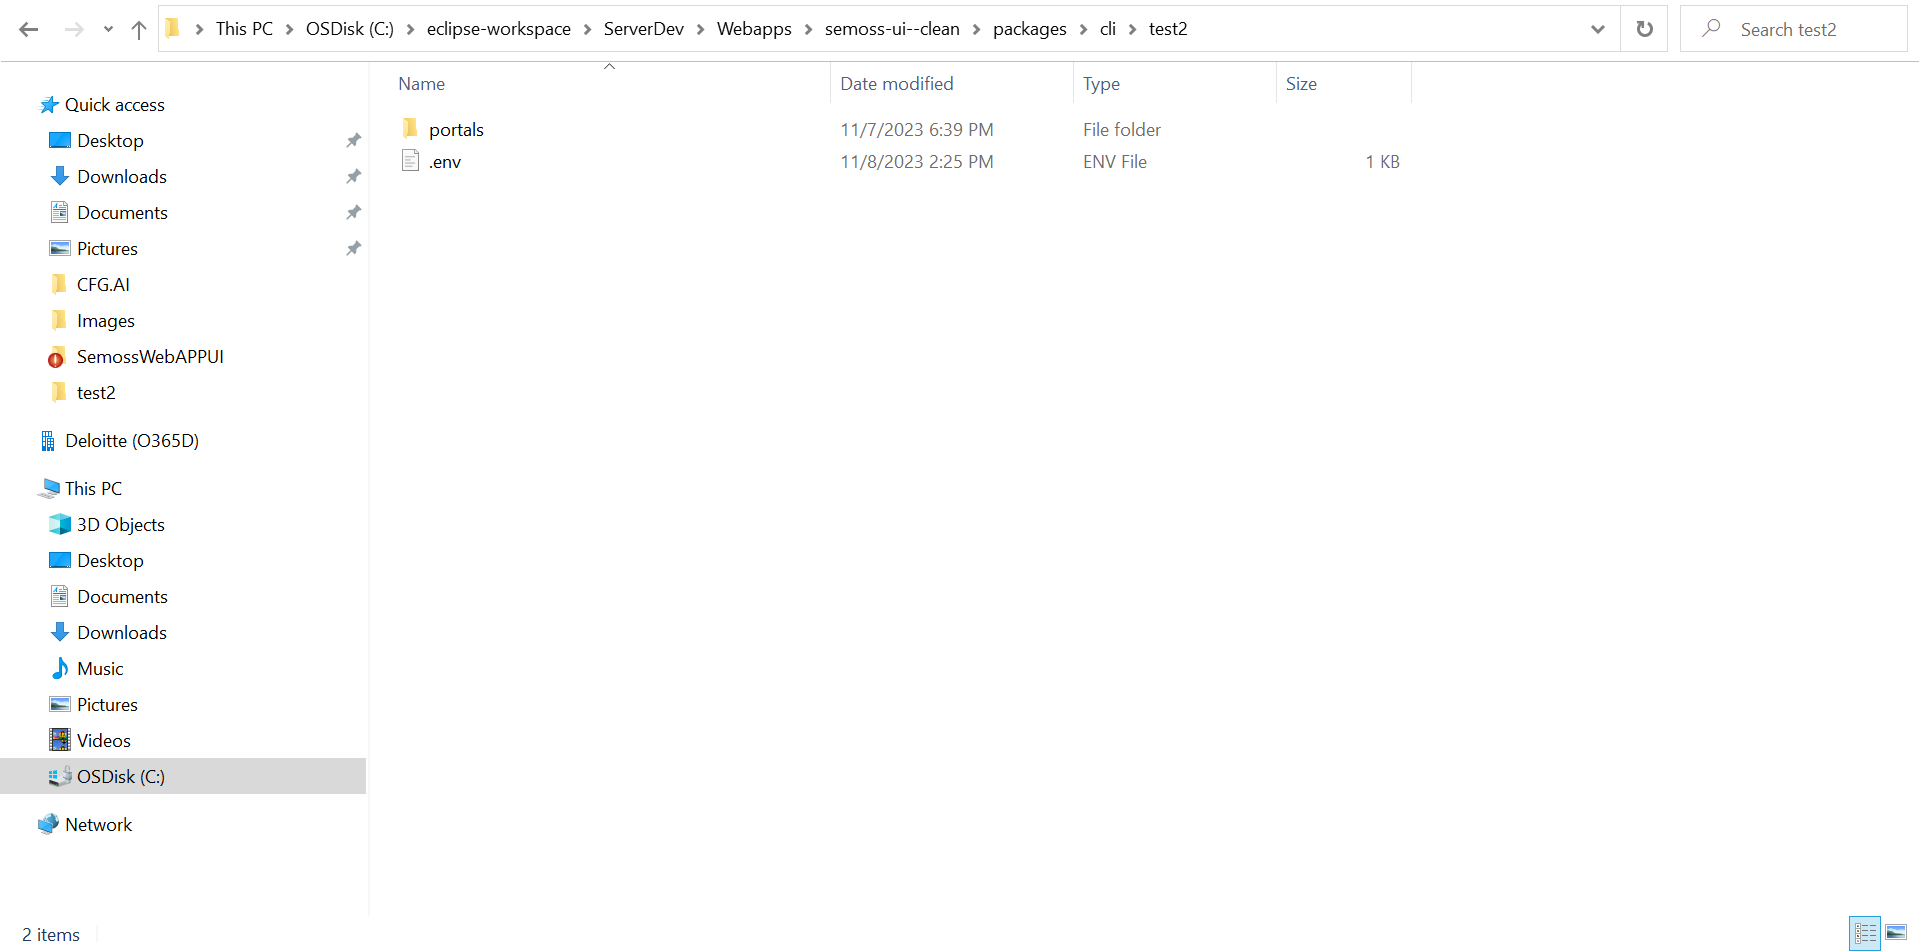 This PC > OSDisk (C:) > eclipse-workspace > ServerDev > Webapps > semoss-ui--clean > packages > cli > test2
Search test2
Name
Date modified
Type
Size
portals
11/7/2023 6:39 PM
File folder
.env
11/8/2023 2:25 PM
ENV File
1 KB
Quick access
Desktop
Downloads
Documents
Pictures
CFG.AI
Images
SemossWebAPPUI
test2
Deloitte (O365D)
This PC
3D Objects
Desktop
Documents
Downloads
Music
Pictures
Videos
OSDisk (C:)
Network
2 items